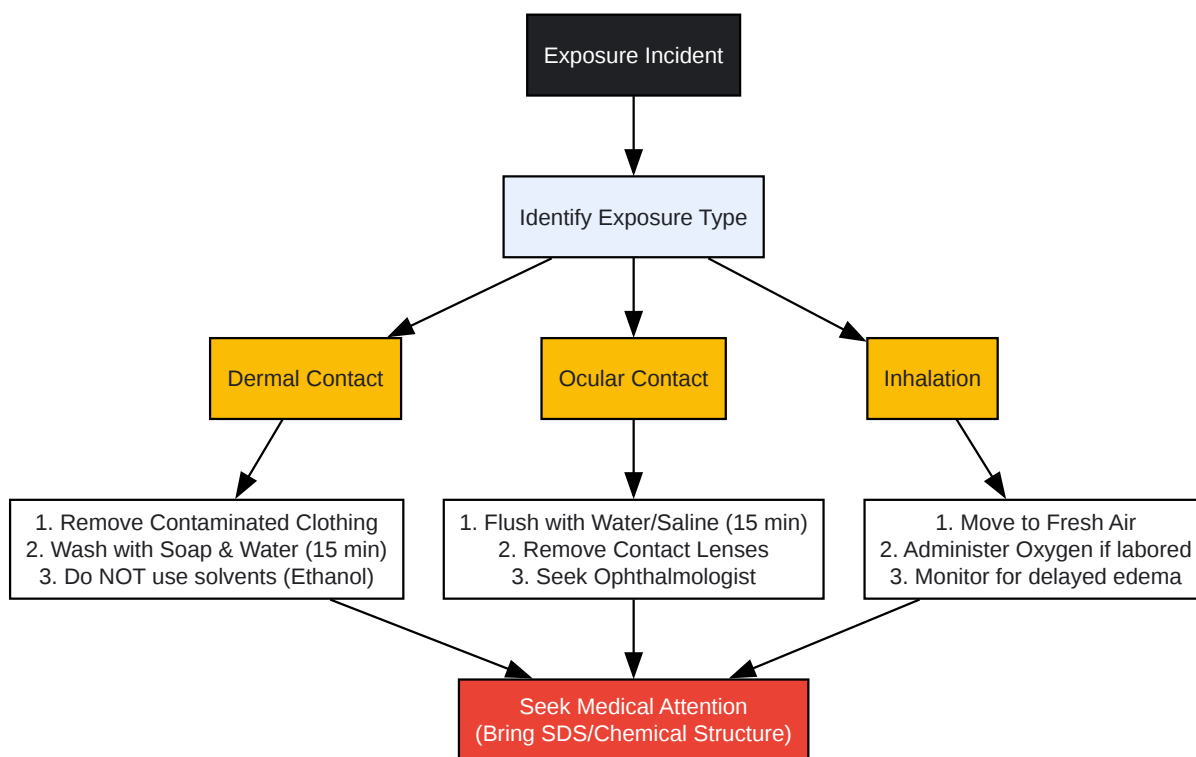 Exposure Incident
Identify Exposure Type
Dermal Contact
Ocular Contact
Inhalation
1. Remove Contaminated Clothing
2. Wash with Soap & Water (15 min)
3. Do NOT use solvents (Ethanol)
1. Flush with Water/Saline (15 min)
2. Remove Contact Lenses
3. Seek Ophthalmologist
1. Move to Fresh Air
2. Administer Oxygen if labored
3. Monitor for delayed edema
Seek Medical Attention
(Bring SDS/Chemical Structure)